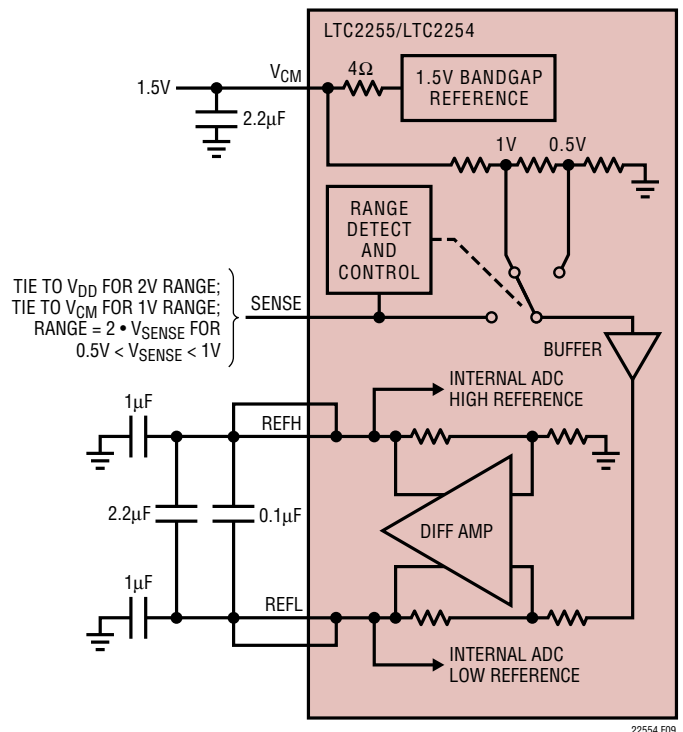 LTC2255/LTC2254
1.5V
VCM
4Ω
1.5V BANDGAP
REFERENCE
2.2µF
1V
0.5V
RANGE
DETECT
AND
CONTROL
TIE TO VDD FOR 2V RANGE;
TIE TO VCM FOR 1V RANGE;
RANGE = 2 • VSENSE FOR
0.5V < VSENSE < 1V
SENSE
BUFFER
INTERNAL ADC
HIGH REFERENCE
1µF
REFH
2.2µF
0.1µF
DIFF AMP
1µF
REFL
INTERNAL ADC
LOW REFERENCE
22554 F09